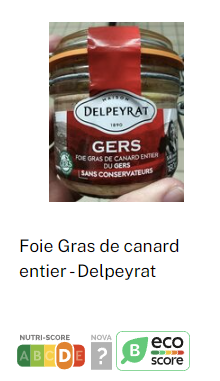 MAISON
DELPEYRAT
1890
GERS
FOIE GRAS DE CANARD ENTIER
DU GERS
SANS CONSERVATEURS
Foie Gras de canard
entier - Delpeyrat
NUTRI-SCORE
A B C D E
NOVA
?
B eco
score